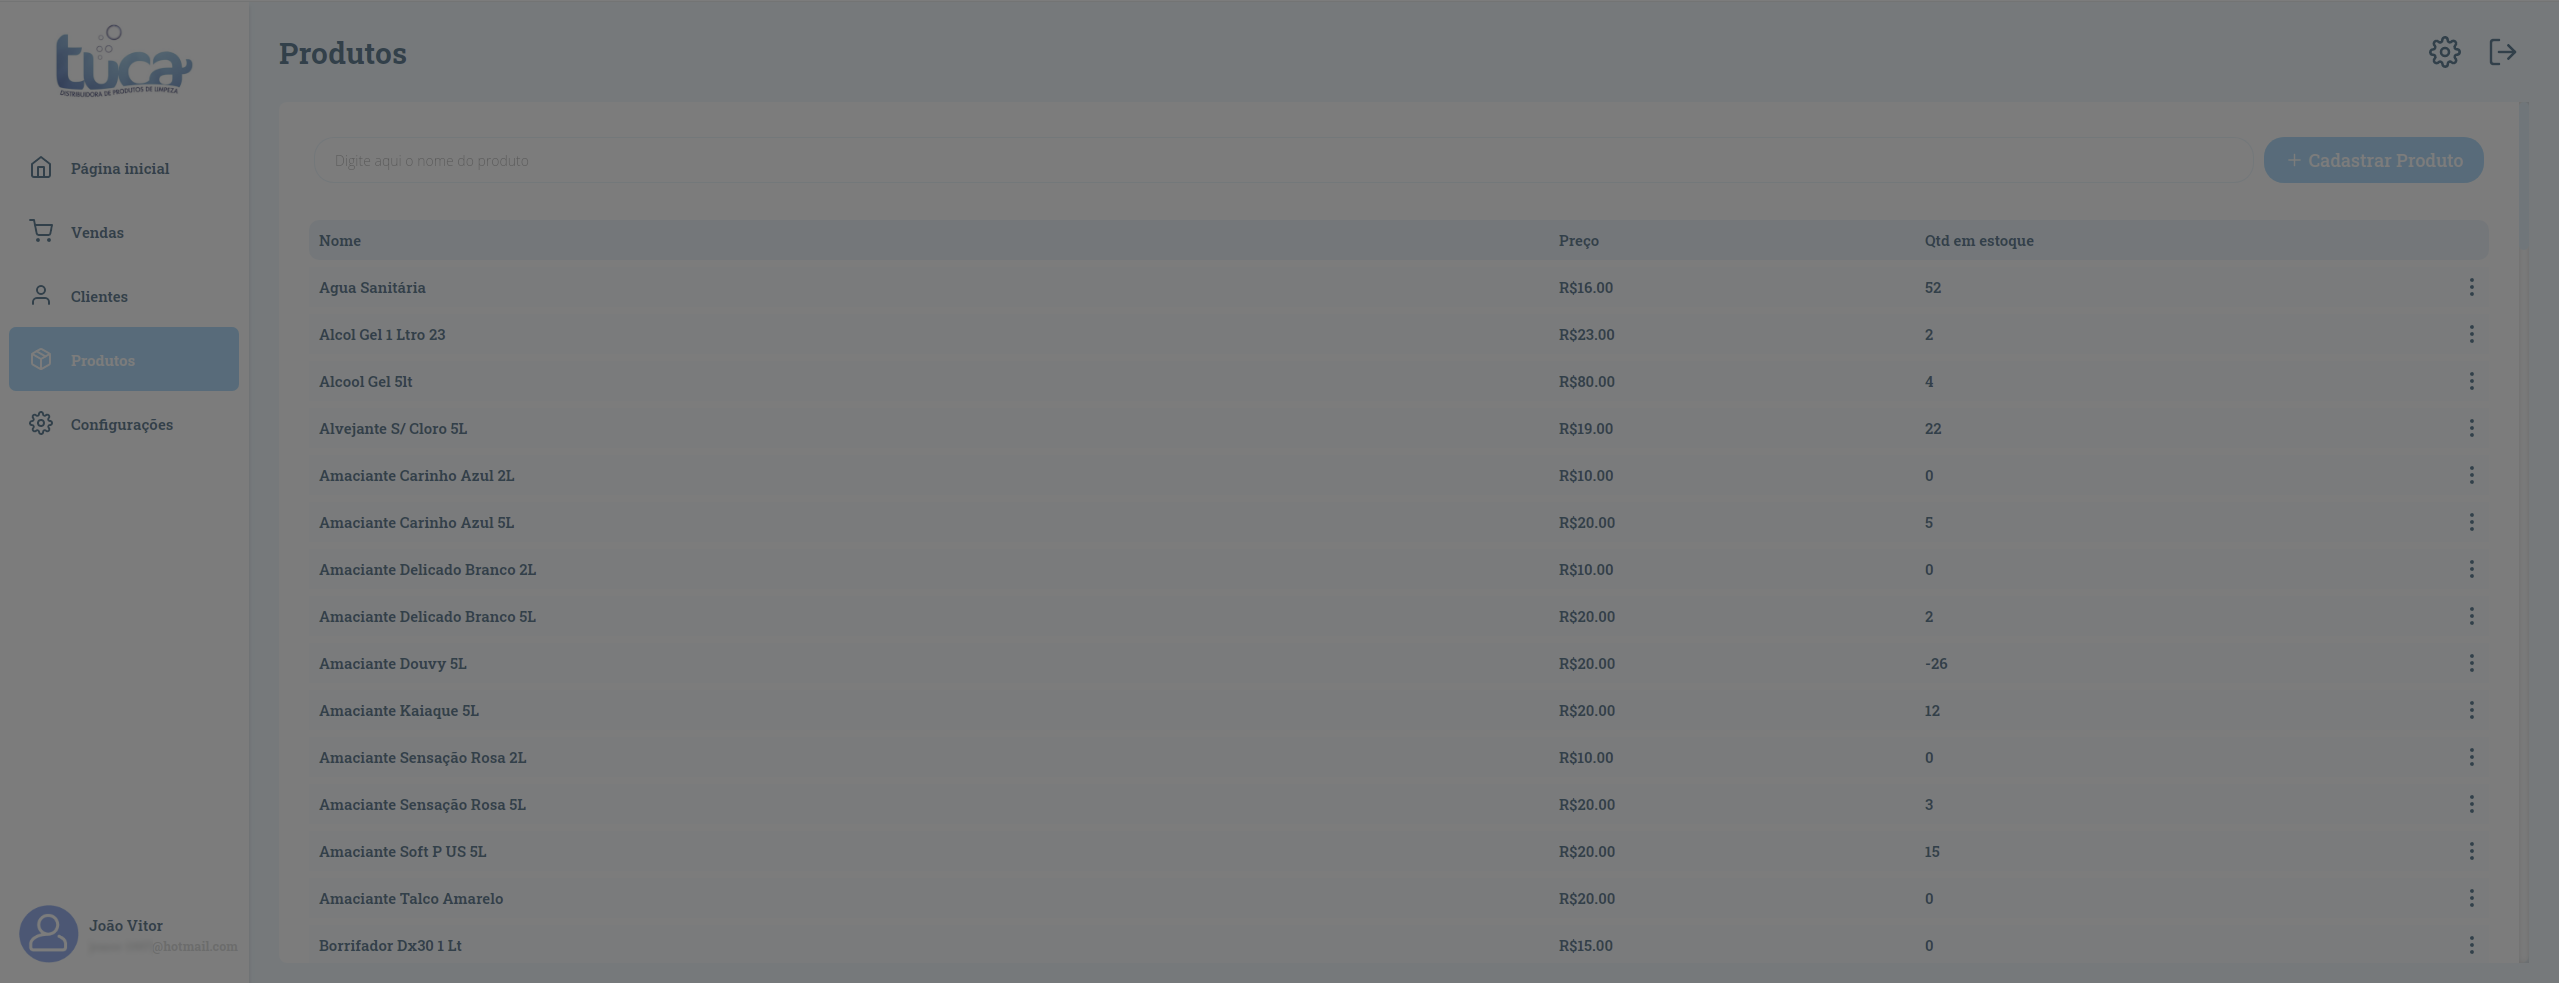 tuca
DISTRIBUIDORA DE PRODUTOS DE LIMPEZA
Página inicial
Vendas
Clientes
Produtos
Configurações
João Vitor
@hotmail.com
Produtos
Digite aqui o nome do produto
+ Cadastrar Produto
Nome Preço Qtd em estoque
Agua Sanitária R$16.00 52
Alcol Gel 1 Ltro 23 R$23.00 2
Alcool Gel 5lt R$80.00 4
Alvejante S/ Cloro 5L R$19.00 22
Amaciante Carinho Azul 2L R$10.00 0
Amaciante Carinho Azul 5L R$20.00 5
Amaciante Delicado Branco 2L R$10.00 0
Amaciante Delicado Branco 5L R$20.00 2
Amaciante Douvy 5L R$20.00 -26
Amaciante Kaiaque 5L R$20.00 12
Amaciante Sensação Rosa 2L R$10.00 0
Amaciante Sensação Rosa 5L R$20.00 3
Amaciante Soft P US 5L R$20.00 15
Amaciante Talco Amarelo R$20.00 0
Borrifador Dx30 1 Lt R$15.00 0